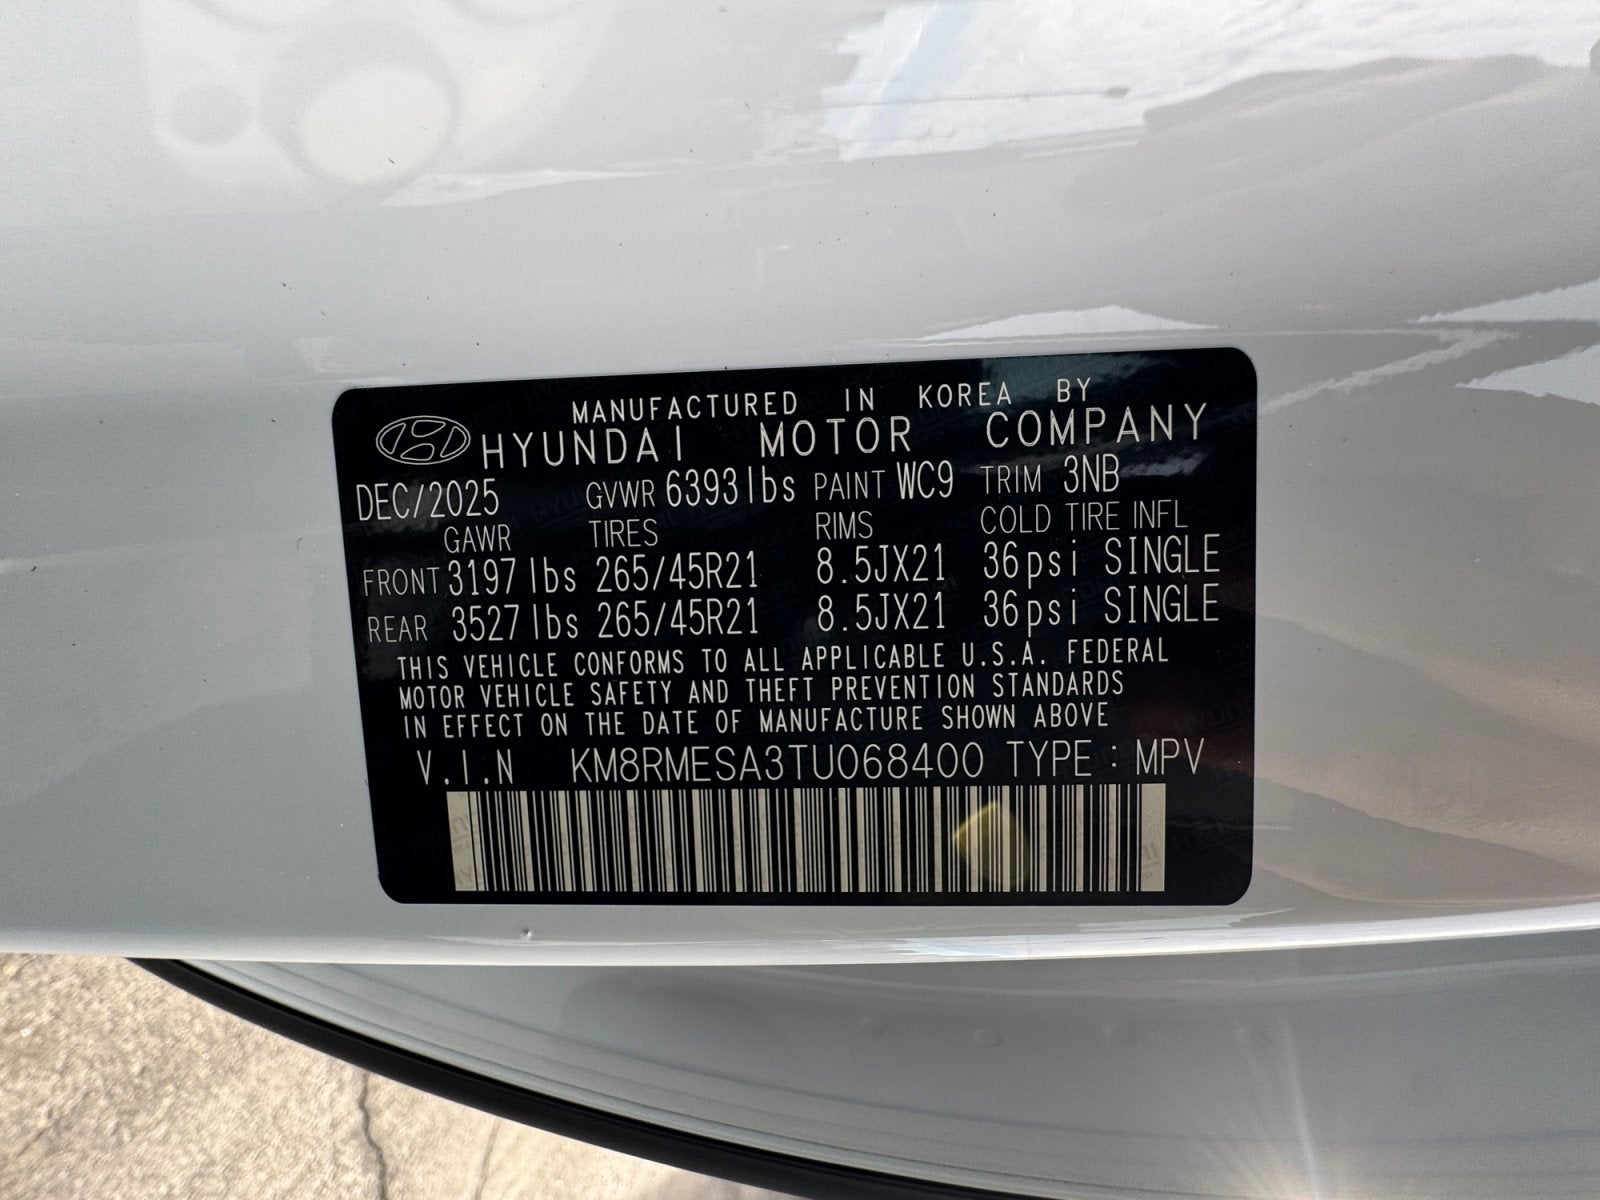 MANUFACTURED IN KOREA BY
HYUNDAI MOTOR COMPANY
DEC/2025 GVWR 6393lbs PAINT WC9 TRIM 3NB
GAWR TIRES RIMS COLD TIRE INFL
FRONT 3197lbs 265/45R21 8.5JX21 36psi SINGLE
REAR 3527lbs 265/45R21 8.5JX21 36psi SINGLE
THIS VEHICLE CONFORMS TO ALL APPLICABLE U.S.A. FEDERAL
MOTOR VEHICLE SAFETY AND THEFT PREVENTION STANDARDS
IN EFFECT ON THE DATE OF MANUFACTURE SHOWN ABOVE
V.I.N KM8RMESA3TU068400 TYPE : MPV